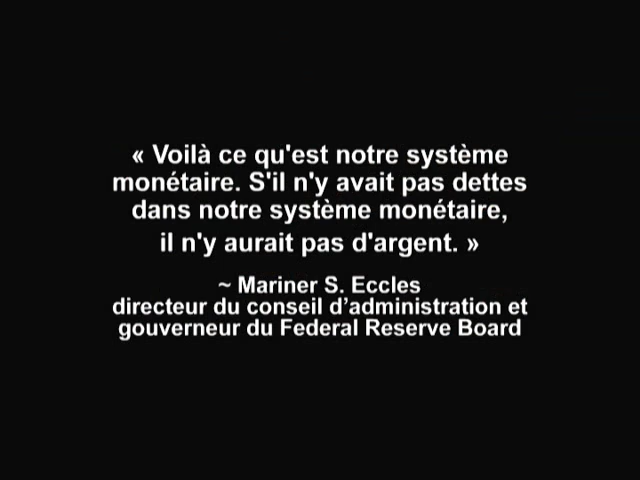 « Voilà ce qu'est notre système
monétaire. S'il n'y avait pas dettes
dans notre système monétaire,
il n'y aurait pas d'argent. »
~ Mariner S. Eccles
directeur du conseil d’administration et
gouverneur du Federal Reserve Board